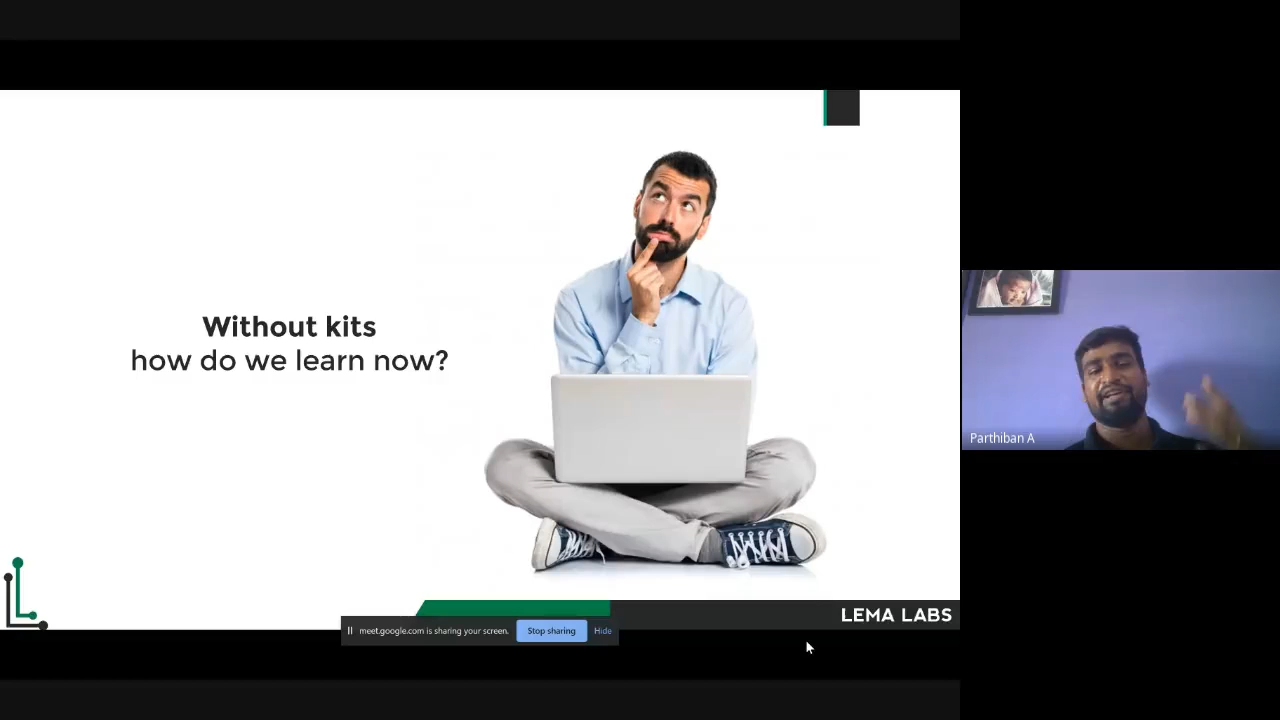 Without kits
how do we learn now?
LEMA LABS
meet.google.com is sharing your screen.
Stop sharing
Hide
Parthiban A